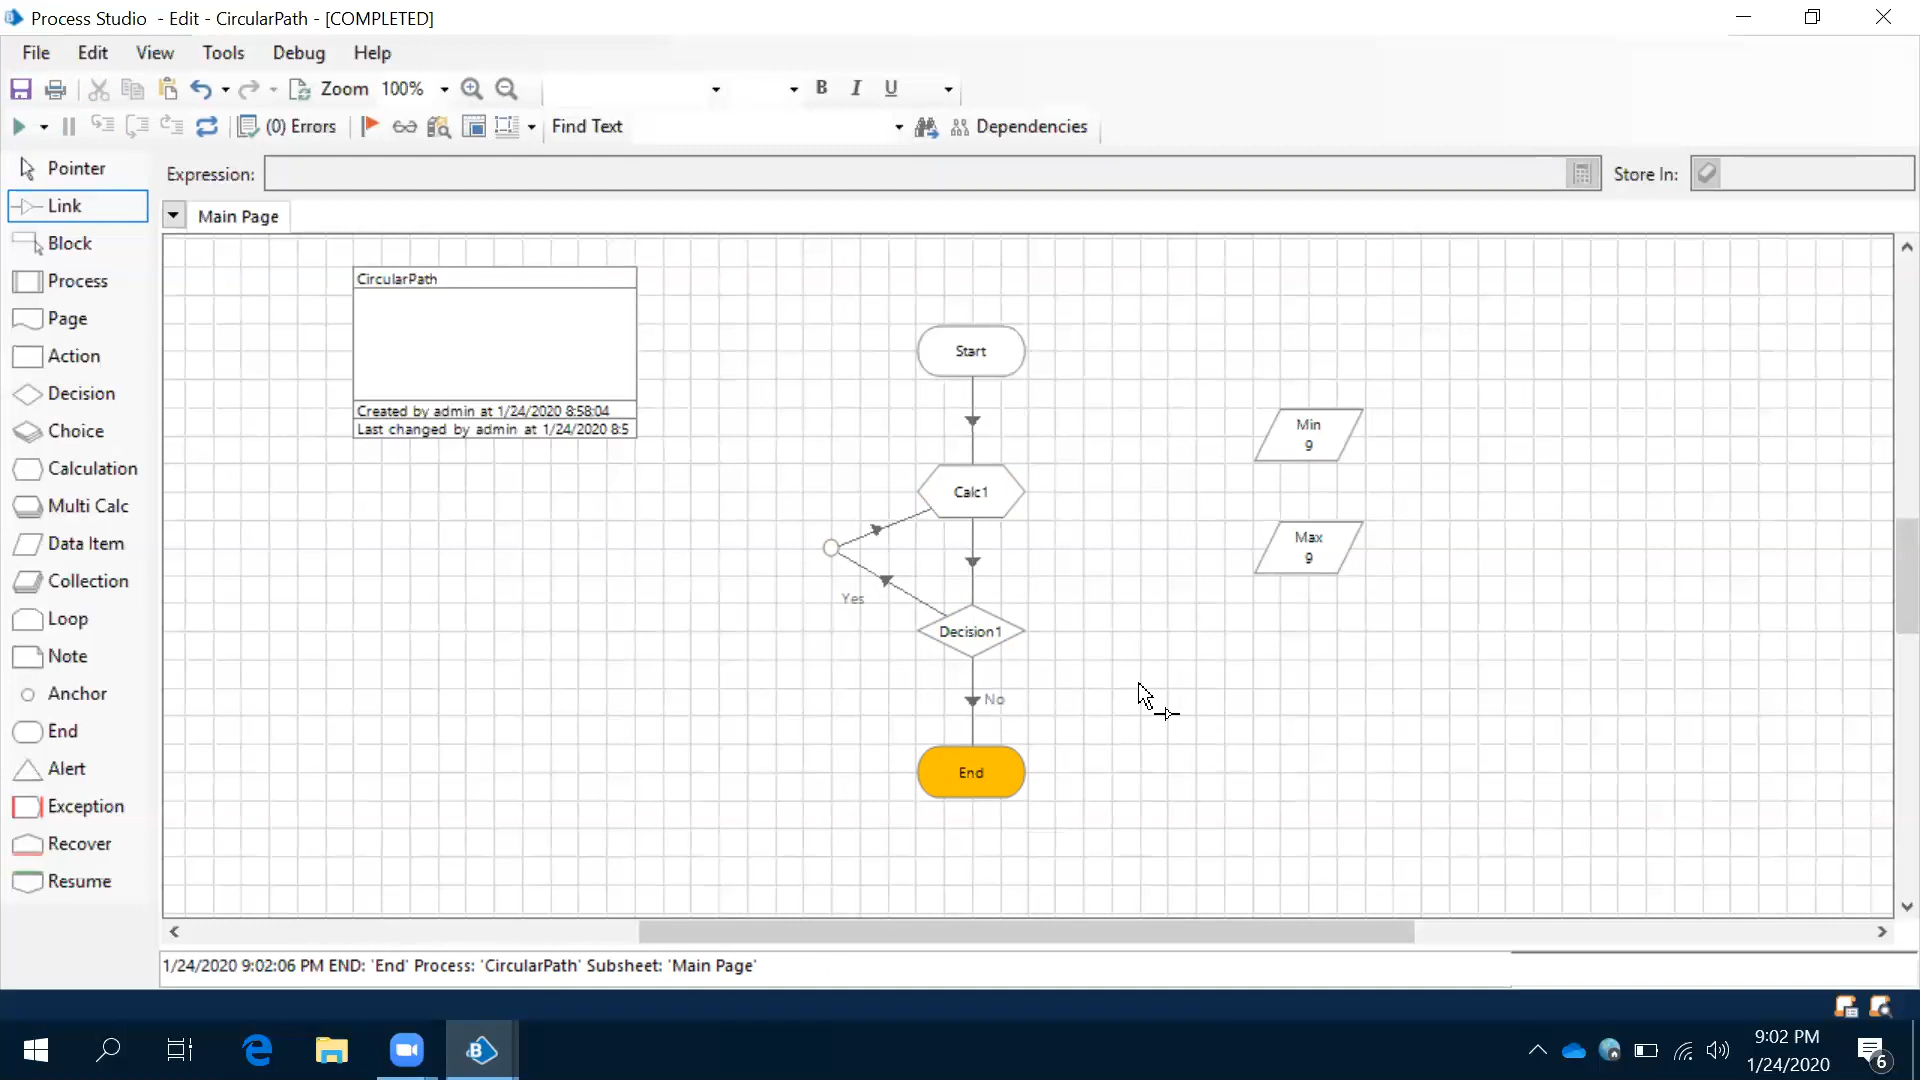 Process Studio - Edit - CircularPath - [COMPLETED]
File Edit View Tools Debug Help
Zoom 100% B I U
(0) Errors Find Text Dependencies
Pointer
Link
Block
Process
Page
Action
Decision
Choice
Calculation
Multi Calc
Data Item
Collection
Loop
Note
Anchor
End
Alert
Exception
Recover
Resume
Expression: Store In:
Main Page
CircularPath
Created by admin at 1/24/2020 8:58:04
Last changed by admin at 1/24/2020 8:5
Start
Calc1
Yes
Decision1
No
End
Min
9
Max
9
1/24/2020 9:02:06 PM END: 'End' Process: 'CircularPath' Subsheet: 'Main Page'
9:02 PM
1/24/2020
6